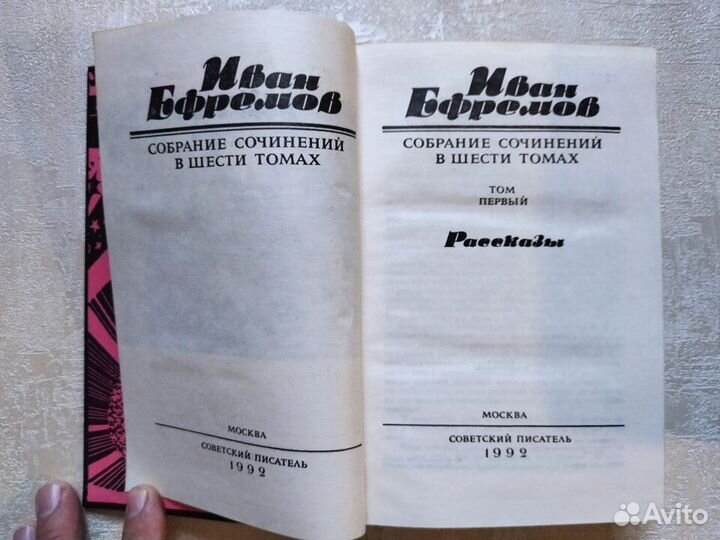 Иван
Ефремов
СОБРАНИЕ СОЧИНЕНИЙ
В ШЕСТИ ТОМАХ
МОСКВА
СОВЕТСКИЙ ПИСАТЕЛЬ
1992
Иван
Ефремов
СОБРАНИЕ СОЧИНЕНИЙ
В ШЕСТИ ТОМАХ
ТОМ
ПЕРВЫЙ
Рассказы
МОСКВА
СОВЕТСКИЙ ПИСАТЕЛЬ
1992
Avito